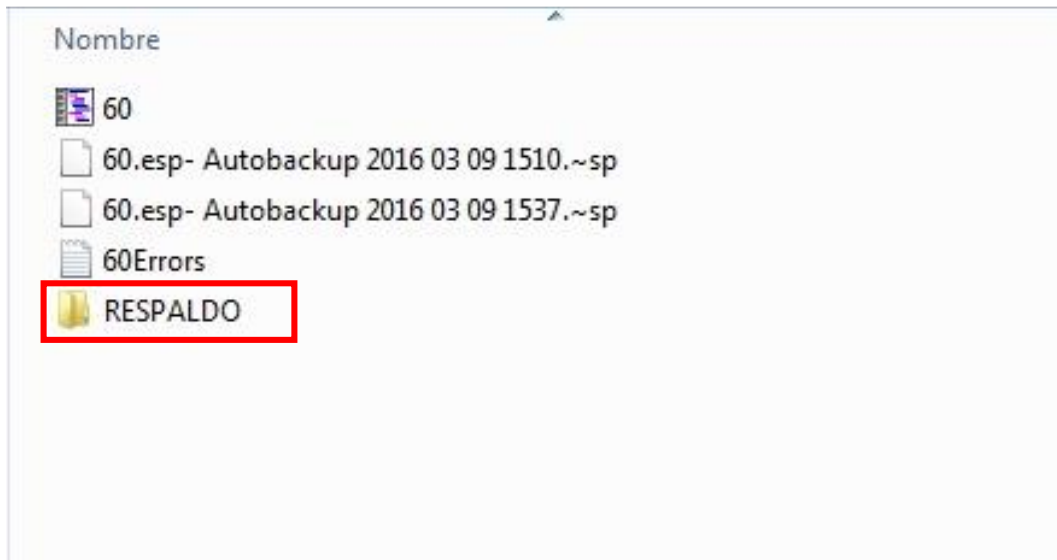 Nombre
60
60.esp- Autobackup 2016 03 09 1510.~sp
60.esp- Autobackup 2016 03 09 1537.~sp
60Errors
RESPALDO